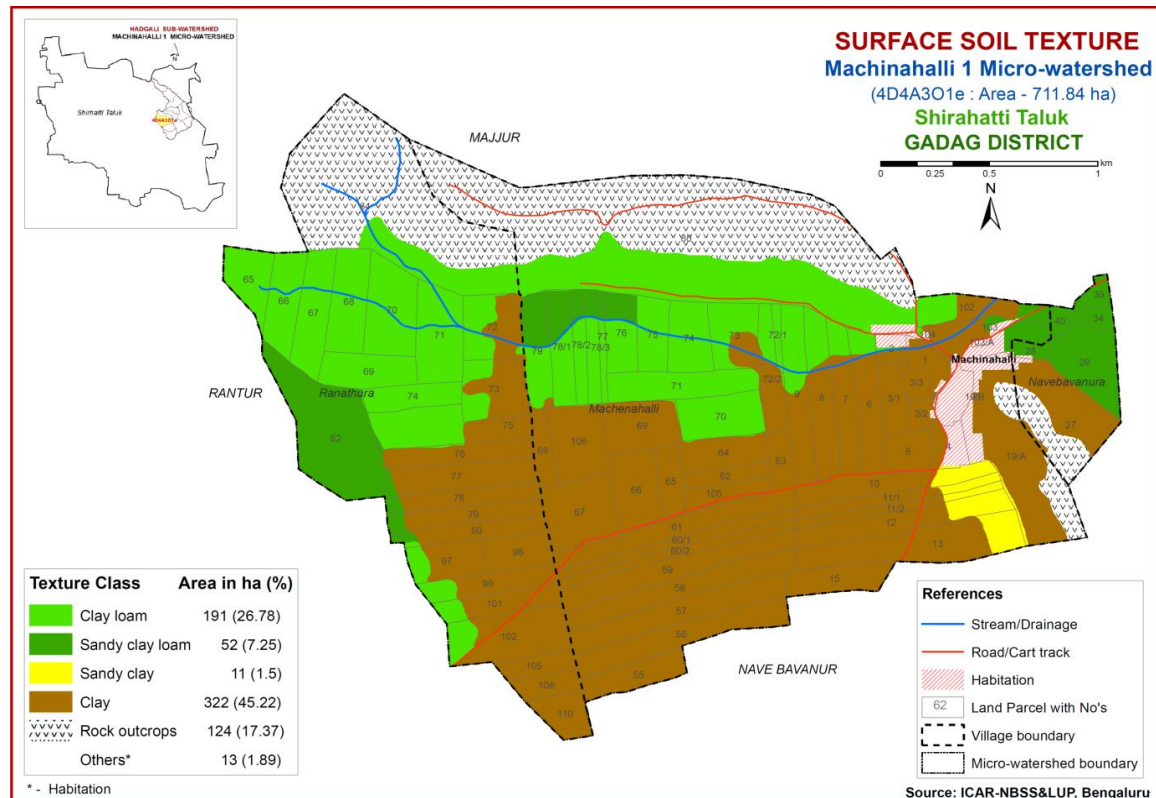 HADGALI SUB-WATERSHED
MACHINAHALLI 1 MICRO-WATERSHED
N
Shirhatti Taluk
4D4A3O1e
SURFACE SOIL TEXTURE
Machinahalli 1 Micro-watershed
(4D4A3O1e : Area - 711.84 ha)
Shirahatti Taluk
GADAG DISTRICT
0 0.25 0.5 1 km
N
MAJJUR
66
65
66
67
68
70
71
72
79
78/1
78/2
78/3
77
76
75
74
73
72/1
102
103
103/A
40
39
34
29
2
1
Machinahalli
Navebavanura
RANTUR
Ranathura
69
74
73
Machenahalli
71
70
72/2
9
8
7
6
3/1
3/3
3/2
27
19/A
82
75
76
77
78
79
80
68
106
69
64
63
62
65
66
105
67
5
4
10
11/1
11/2
12
13
61
60/1
60/2
59
58
57
56
55
15
97
98
99
101
102
105
106
110
NAVE BAVANUR
Texture Class Area in ha (%)
Clay loam 191 (26.78)
Sandy clay loam 52 (7.25)
Sandy clay 11 (1.5)
Clay 322 (45.22)
Rock outcrops 124 (17.37)
Others* 13 (1.89)
* - Habitation
References
Stream/Drainage
Road/Cart track
Habitation
62 Land Parcel with No's
Village boundary
Micro-watershed boundary
Source: ICAR-NBSS&LUP, Bengaluru